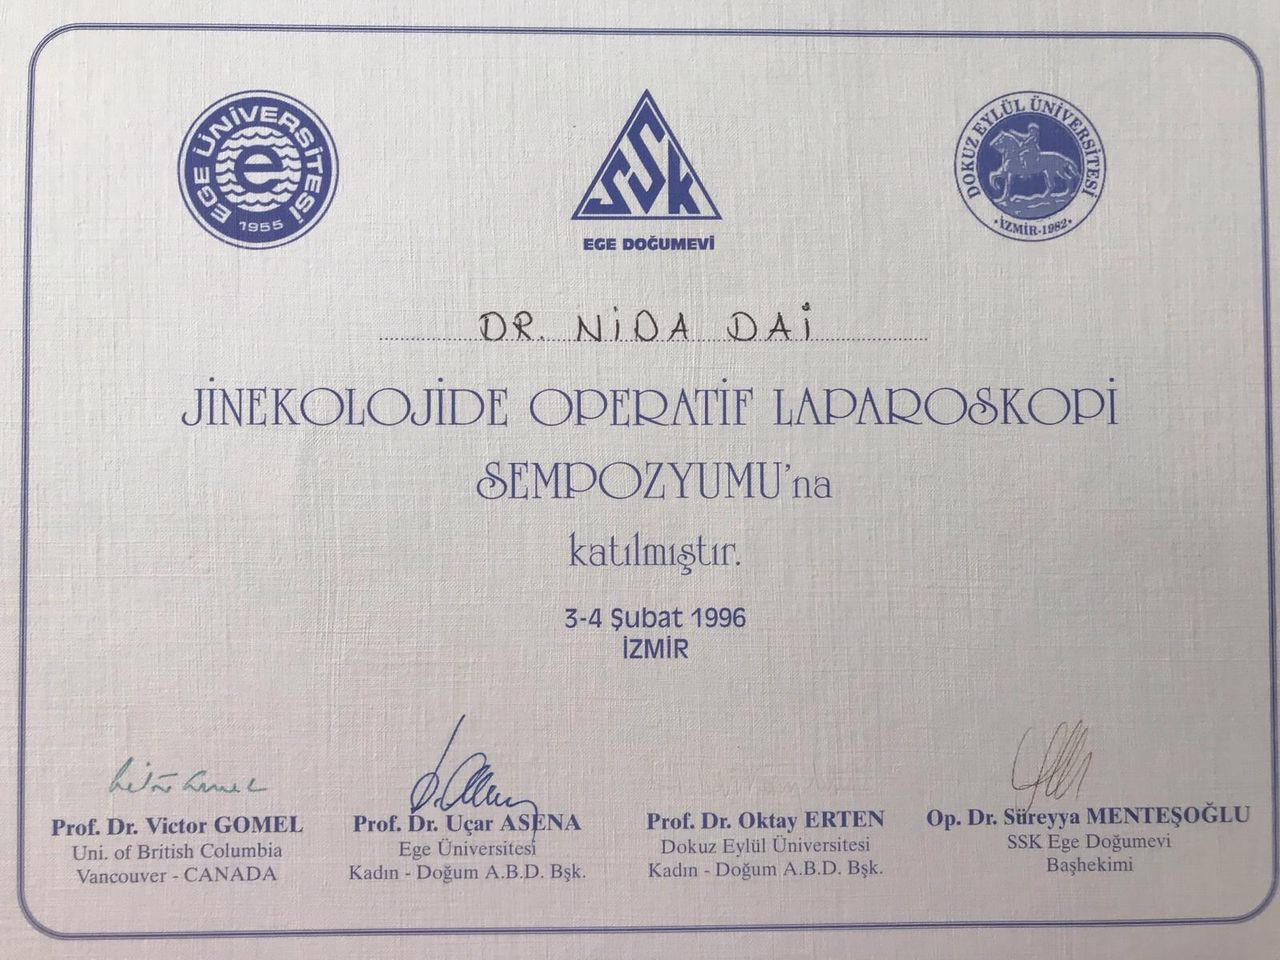 EGE ÜNİVERSİTESİ
e
1955
SSK
EGE DOĞUMEVİ
DOKUZ EYLÜL ÜNİVERSİTESİ
·İZMİR-1982·
DR. NİDA DAİ
JİNEKOLOJİDE OPERATİF LAPAROSKOPİ
SEMPOZYUMU'na
katılmıştır.
3-4 Şubat 1996
İZMİR
Prof. Dr. Victor GOMEL
Uni. of British Columbia
Vancouver - CANADA
Prof. Dr. Uçar ASENA
Ege Üniversitesi
Kadın - Doğum A.B.D. Bşk.
Prof. Dr. Oktay ERTEN
Dokuz Eylül Üniversitesi
Kadın - Doğum A.B.D. Bşk.
Op. Dr. Süreyya MENTEŞOĞLU
SSK Ege Doğumevi
Başhekimi